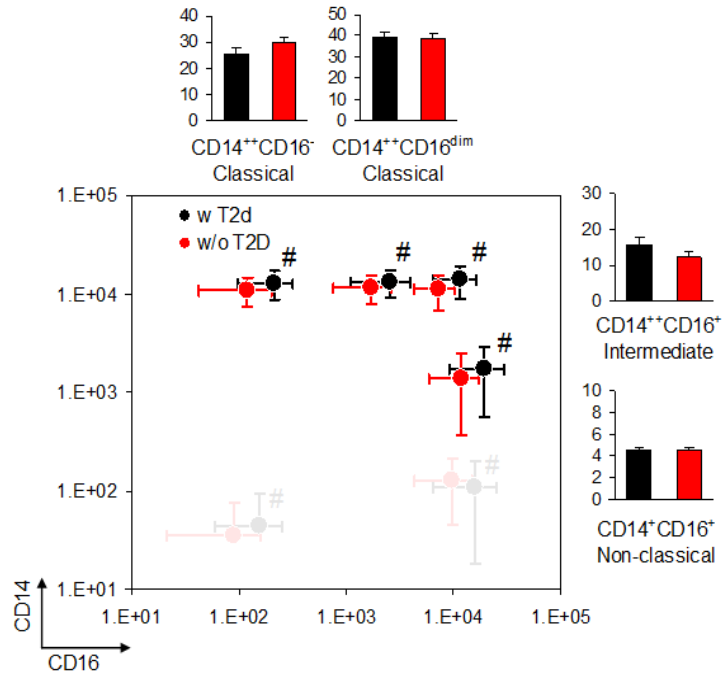 40
30
20
10
0
CD14⁺⁺CD16⁻
Classical
50
40
30
20
10
0
CD14⁺⁺CD16ᵈⁱᵐ
Classical
1.E+05
1.E+04
1.E+03
1.E+02
1.E+01
w T2d
w/o T2D
#
#
#
#
#
#
1.E+01
1.E+02
1.E+03
1.E+04
1.E+05
CD14
CD16
30
20
10
0
CD14⁺⁺CD16⁺
Intermediate
10
8
6
4
2
0
CD14⁺CD16⁺
Non-classical